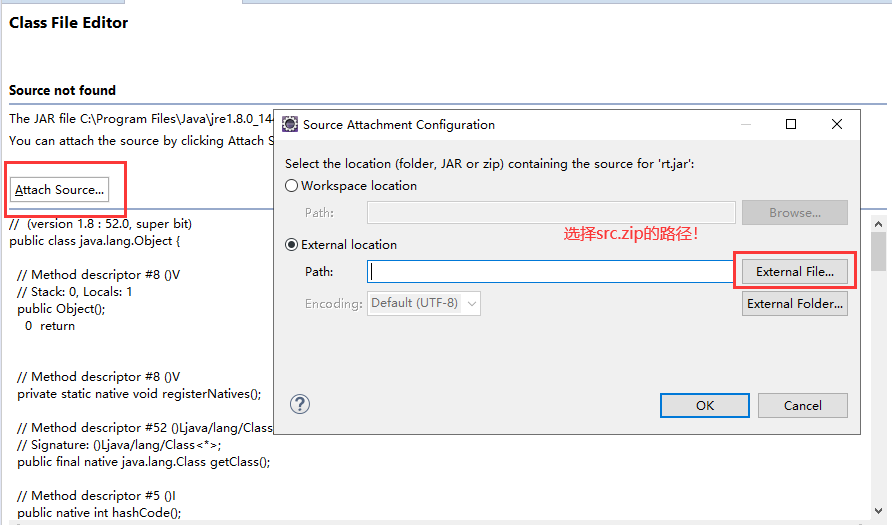 Class File Editor
Source not found
The JAR file C:\Program Files\Java\jre1.8.0_14
You can attach the source by clicking Attach S
Attach Source...
Source Attachment Configuration
Select the location (folder, JAR or zip) containing the source for 'rt.jar':
Workspace location
Path:
Browse...
选择src.zip的路径!
External location
Path:
External File...
Encoding:
Default (UTF-8)
External Folder...
?
OK
Cancel
// (version 1.8 : 52.0, super bit)
public class java.lang.Object {
// Method descriptor #8 ()V
// Stack: 0, Locals: 1
public Object();
0 return
// Method descriptor #8 ()V
private static native void registerNatives();
// Method descriptor #52 ()Ljava/lang/Class
// Signature: ()Ljava/lang/Class<*>;
public final native java.lang.Class getClass();
// Method descriptor #5 ()I
public native int hashCode();